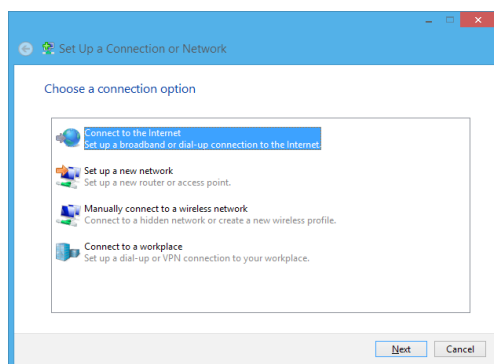 Set Up a Connection or Network
Choose a connection option
Connect to the Internet
Set up a broadband or dial-up connection to the Internet.
Set up a new network
Set up a new router or access point.
Manually connect to a wireless network
Connect to a hidden network or create a new wireless profile.
Connect to a workplace
Set up a dial-up or VPN connection to your workplace.
Next Cancel